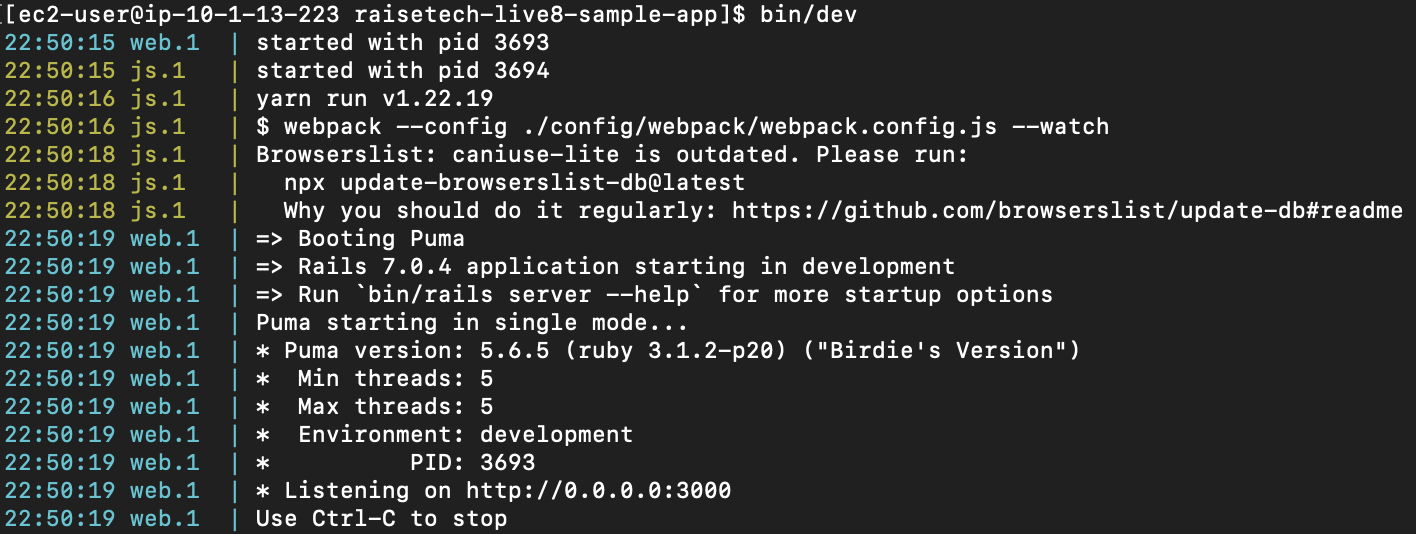 [ec2-user@ip-10-1-13-223 raisetech-live8-sample-app]$ bin/dev
22:50:15 web.1  | started with pid 3693
22:50:15 js.1   | started with pid 3694
22:50:16 js.1   | yarn run v1.22.19
22:50:16 js.1   | $ webpack --config ./config/webpack/webpack.config.js --watch
22:50:18 js.1   | Browserslist: caniuse-lite is outdated. Please run:
22:50:18 js.1   |   npx update-browserslist-db@latest
22:50:18 js.1   |   Why you should do it regularly: https://github.com/browserslist/update-db#readme
22:50:19 web.1  | => Booting Puma
22:50:19 web.1  | => Rails 7.0.4 application starting in development
22:50:19 web.1  | => Run `bin/rails server --help` for more startup options
22:50:19 web.1  | Puma starting in single mode...
22:50:19 web.1  | * Puma version: 5.6.5 (ruby 3.1.2-p20) ("Birdie's Version")
22:50:19 web.1  | *  Min threads: 5
22:50:19 web.1  | *  Max threads: 5
22:50:19 web.1  | *  Environment: development
22:50:19 web.1  | *          PID: 3693
22:50:19 web.1  | * Listening on http://0.0.0.0:3000
22:50:19 web.1  | Use Ctrl-C to stop